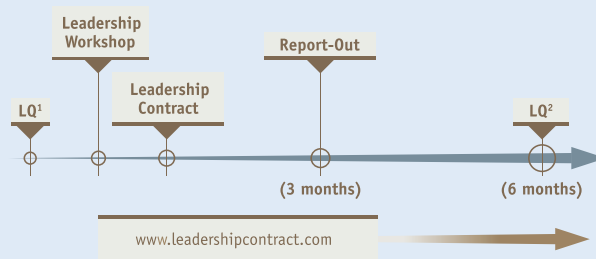 Leadership
Workshop
Report-Out
Leadership
Contract
LQ¹
LQ²
(3 months)
(6 months)
www.leadershipcontract.com